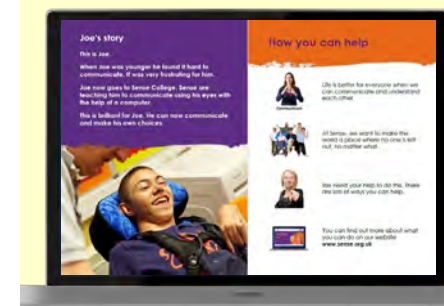 Joe's story
This is Joe.
When Joe was younger he found it hard to
communicate. It was very frustrating for him.
Joe now goes to Sense College. Sense are
teaching him to communicate using his eyes with
the help of a computer.
This is brilliant for Joe. He can now communicate
and make his own choices.
How you can help
Life is better for everyone when we
can communicate and understand
each other.
At Sense, we want to make the
world a place where no one is left
out, no matter what.
We need your help to do this. There
are lots of ways you can help.
You can find out more about what
you can do on our website
www.sense.org.uk